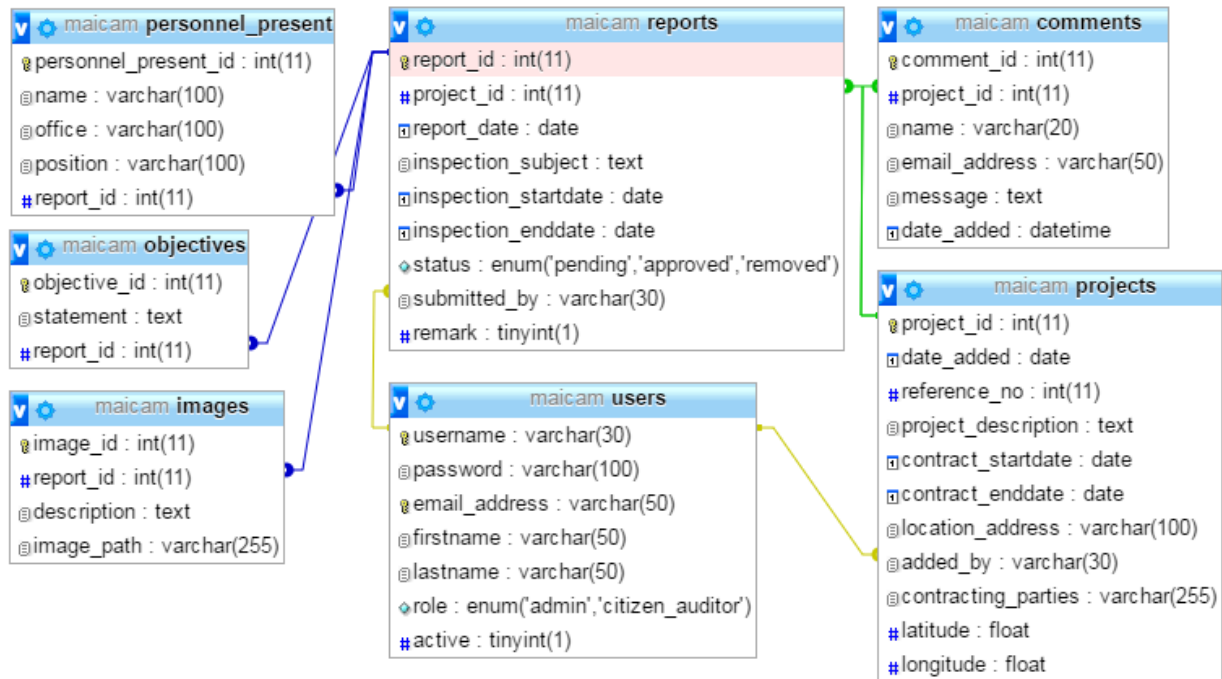 maicam personnel_present
personnel_present_id : int(11)
name : varchar(100)
office : varchar(100)
position : varchar(100)
#report_id : int(11)
maicam objectives
objective_id : int(11)
statement : text
#report_id : int(11)
maicam images
image_id : int(11)
#report_id : int(11)
description : text
image_path : varchar(255)
maicam reports
report_id : int(11)
#project_id : int(11)
report_date : date
inspection_subject : text
inspection_startdate : date
inspection_enddate : date
status : enum('pending','approved','removed')
submitted_by : varchar(30)
#remark : tinyint(1)
maicam users
username : varchar(30)
password : varchar(100)
email_address : varchar(50)
firstname : varchar(50)
lastname : varchar(50)
role : enum('admin','citizen_auditor')
#active : tinyint(1)
maicam comments
comment_id : int(11)
#project_id : int(11)
name : varchar(20)
email_address : varchar(50)
message : text
date_added : datetime
maicam projects
project_id : int(11)
date_added : date
#reference_no : int(11)
project_description : text
contract_startdate : date
contract_enddate : date
location_address : varchar(100)
added_by : varchar(30)
contracting_parties : varchar(255)
#latitude : float
#longitude : float